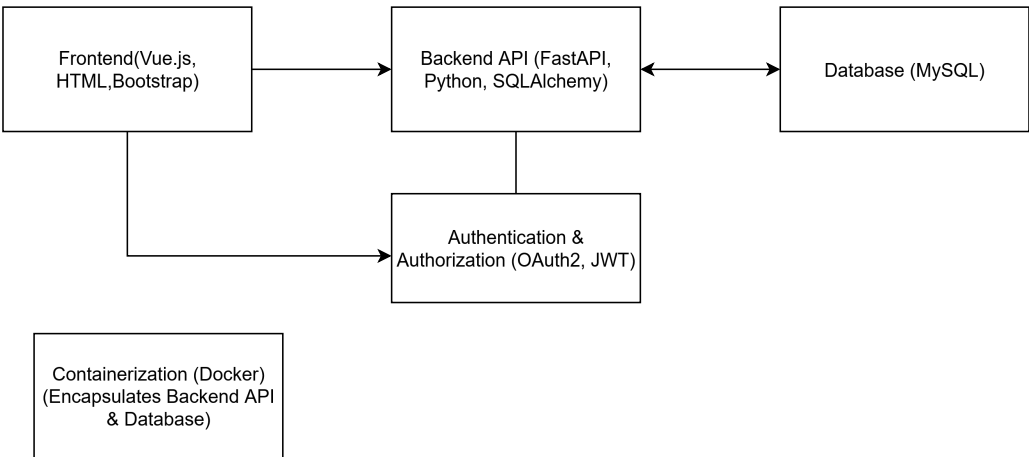 Frontend(Vue.js,
HTML,Bootstrap)
Backend API (FastAPI,
Python, SQLAlchemy)
Database (MySQL)
Authentication &
Authorization (OAuth2, JWT)
Containerization (Docker)
(Encapsulates Backend API
& Database)